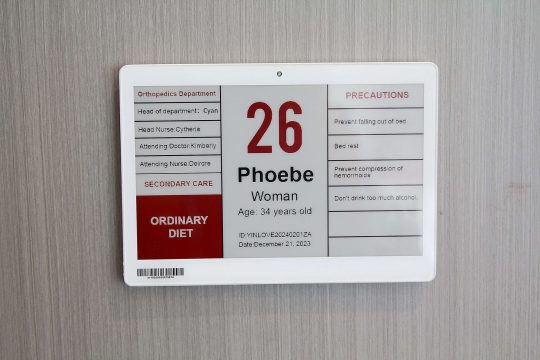 Orthopedics Department
Head of department: Cyan
Head Nurse:Cytheria
Attending Doctor:Kimberly
Attending Nurse:Deirdre
SECONDARY CARE
ORDINARY
DIET
26
Phoebe
Woman
Age: 34 years old
ID:YINLOVE20240201ZA
Date:December 21, 2023
PRECAUTIONS
Prevent falling out of bed
Bed rest
Prevent compression of
hemorrhoids
Don't drink too much alcohol.